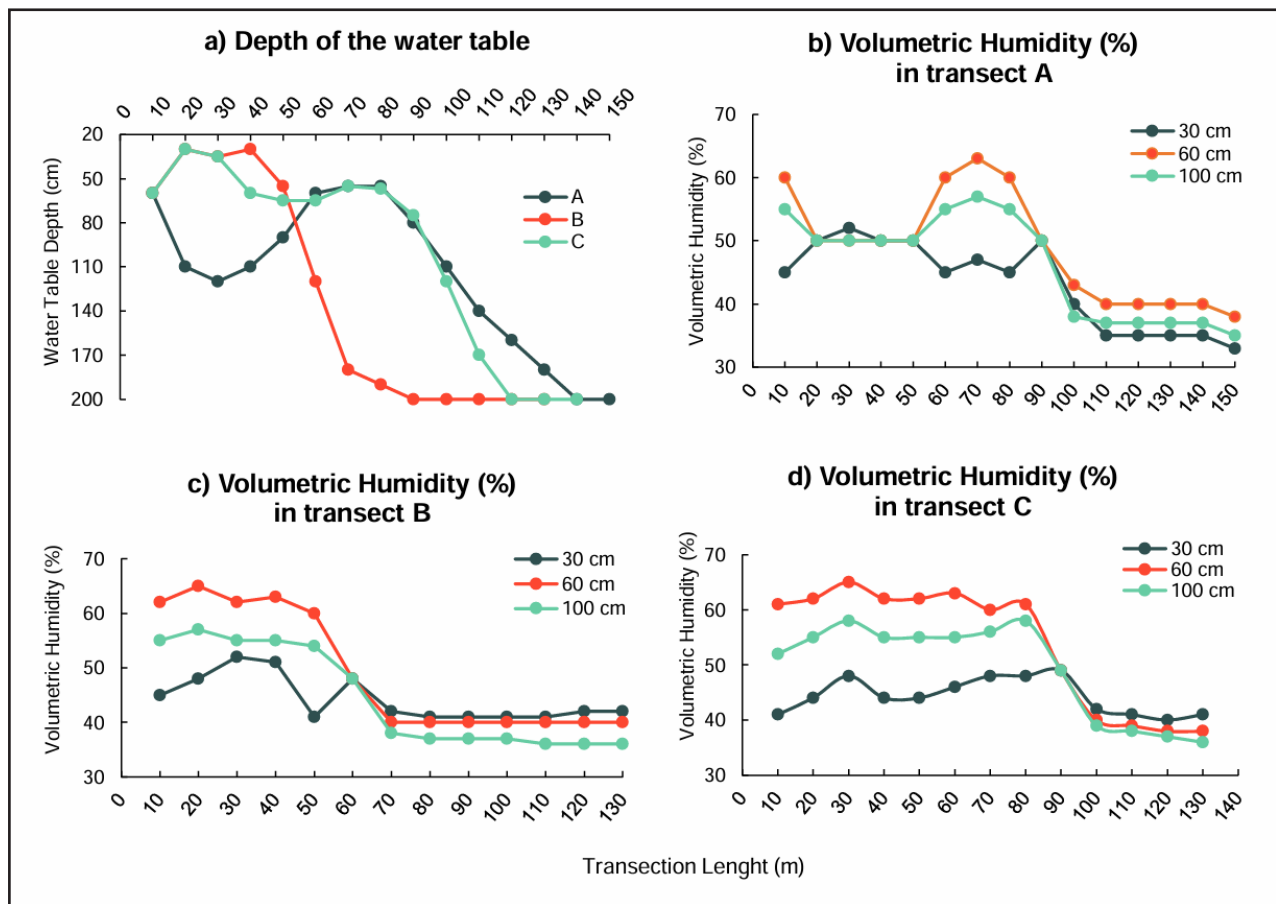 a) Depth of the water table
0 10 20 30 40 50 60 70 80 90 100 110 120 130 140 150
20
50
80
110
140
170
200
Water Table Depth (cm)
A
B
C
b) Volumetric Humidity (%)
in transect A
70
60
50
40
30
Volumetric Humidity (%)
30 cm
60 cm
100 cm
0 10 20 30 40 50 60 70 80 90 100 110 120 130 140 150
c) Volumetric Humidity (%)
in transect B
70
60
50
40
30
Volumetric Humidity (%)
30 cm
60 cm
100 cm
0 10 20 30 40 50 60 70 80 90 100 110 120 130
d) Volumetric Humidity (%)
in transect C
70
60
50
40
30
Volumetric Humidity (%)
30 cm
60 cm
100 cm
0 10 20 30 40 50 60 70 80 90 100 110 120 130 140
Transection Lenght (m)